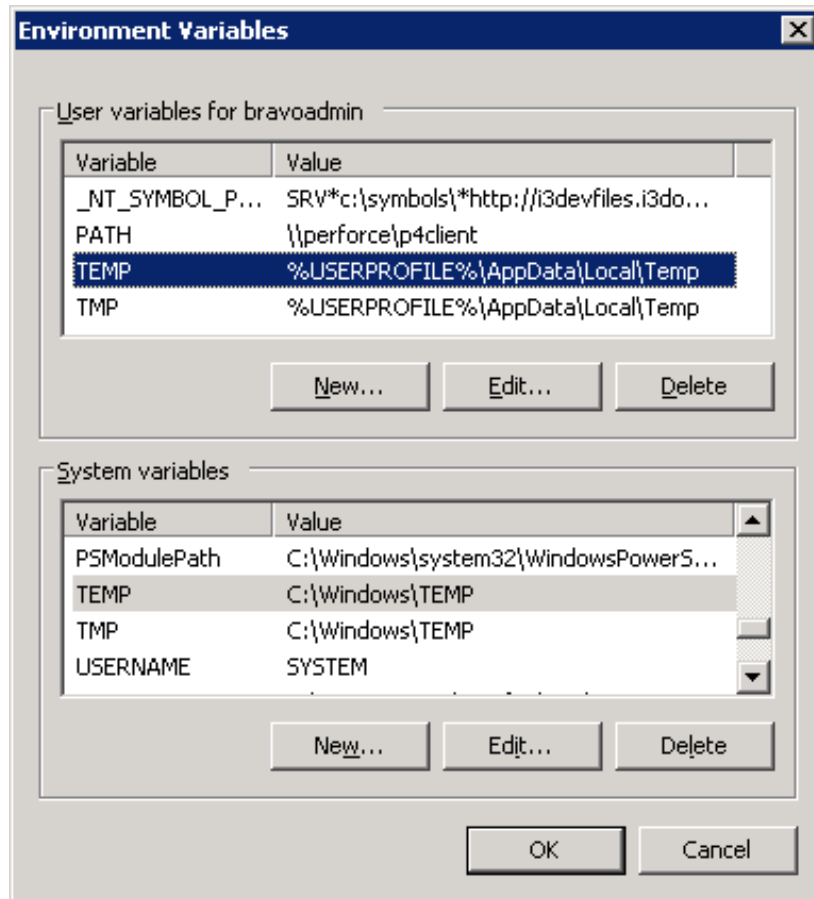 Environment Variables
User variables for bravoadmin
Variable Value
_NT_SYMBOL_P... SRV*c:\symbols\*http://i3devfiles.i3do...
PATH \\perforce\p4client
TEMP %USERPROFILE%\AppData\Local\Temp
TMP %USERPROFILE%\AppData\Local\Temp
New... Edit... Delete
System variables
Variable Value
PSModulePath C:\Windows\system32\WindowsPowerS...
TEMP C:\Windows\TEMP
TMP C:\Windows\TEMP
USERNAME SYSTEM
New... Edit... Delete
OK Cancel